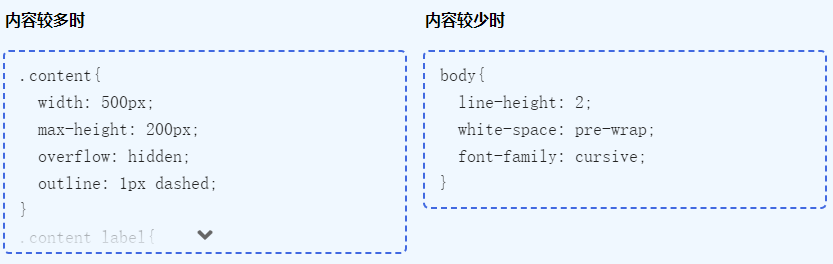 内容较多时
.content{
  width: 500px;
  max-height: 200px;
  overflow: hidden;
  outline: 1px dashed;
}
.content label{
内容较少时
body{
  line-height: 2;
  white-space: pre-wrap;
  font-family: cursive;
}